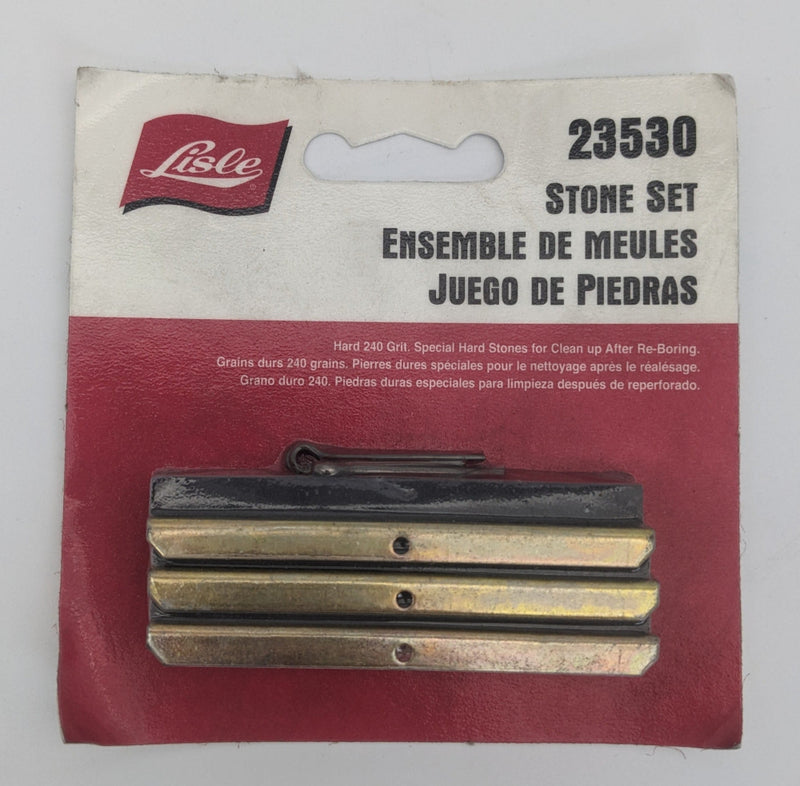 Lisle
23530
STONE SET
ENSEMBLE DE MEULES
JUEGO DE PIEDRAS
Hard 240 Grit. Special Hard Stones for Clean up After Re-Boring.
Grains durs 240 grains. Pierres dures spéciales pour le nettoyage après le réalésage.
Grano duro 240. Piedras duras especiales para limpieza después de reperforado.